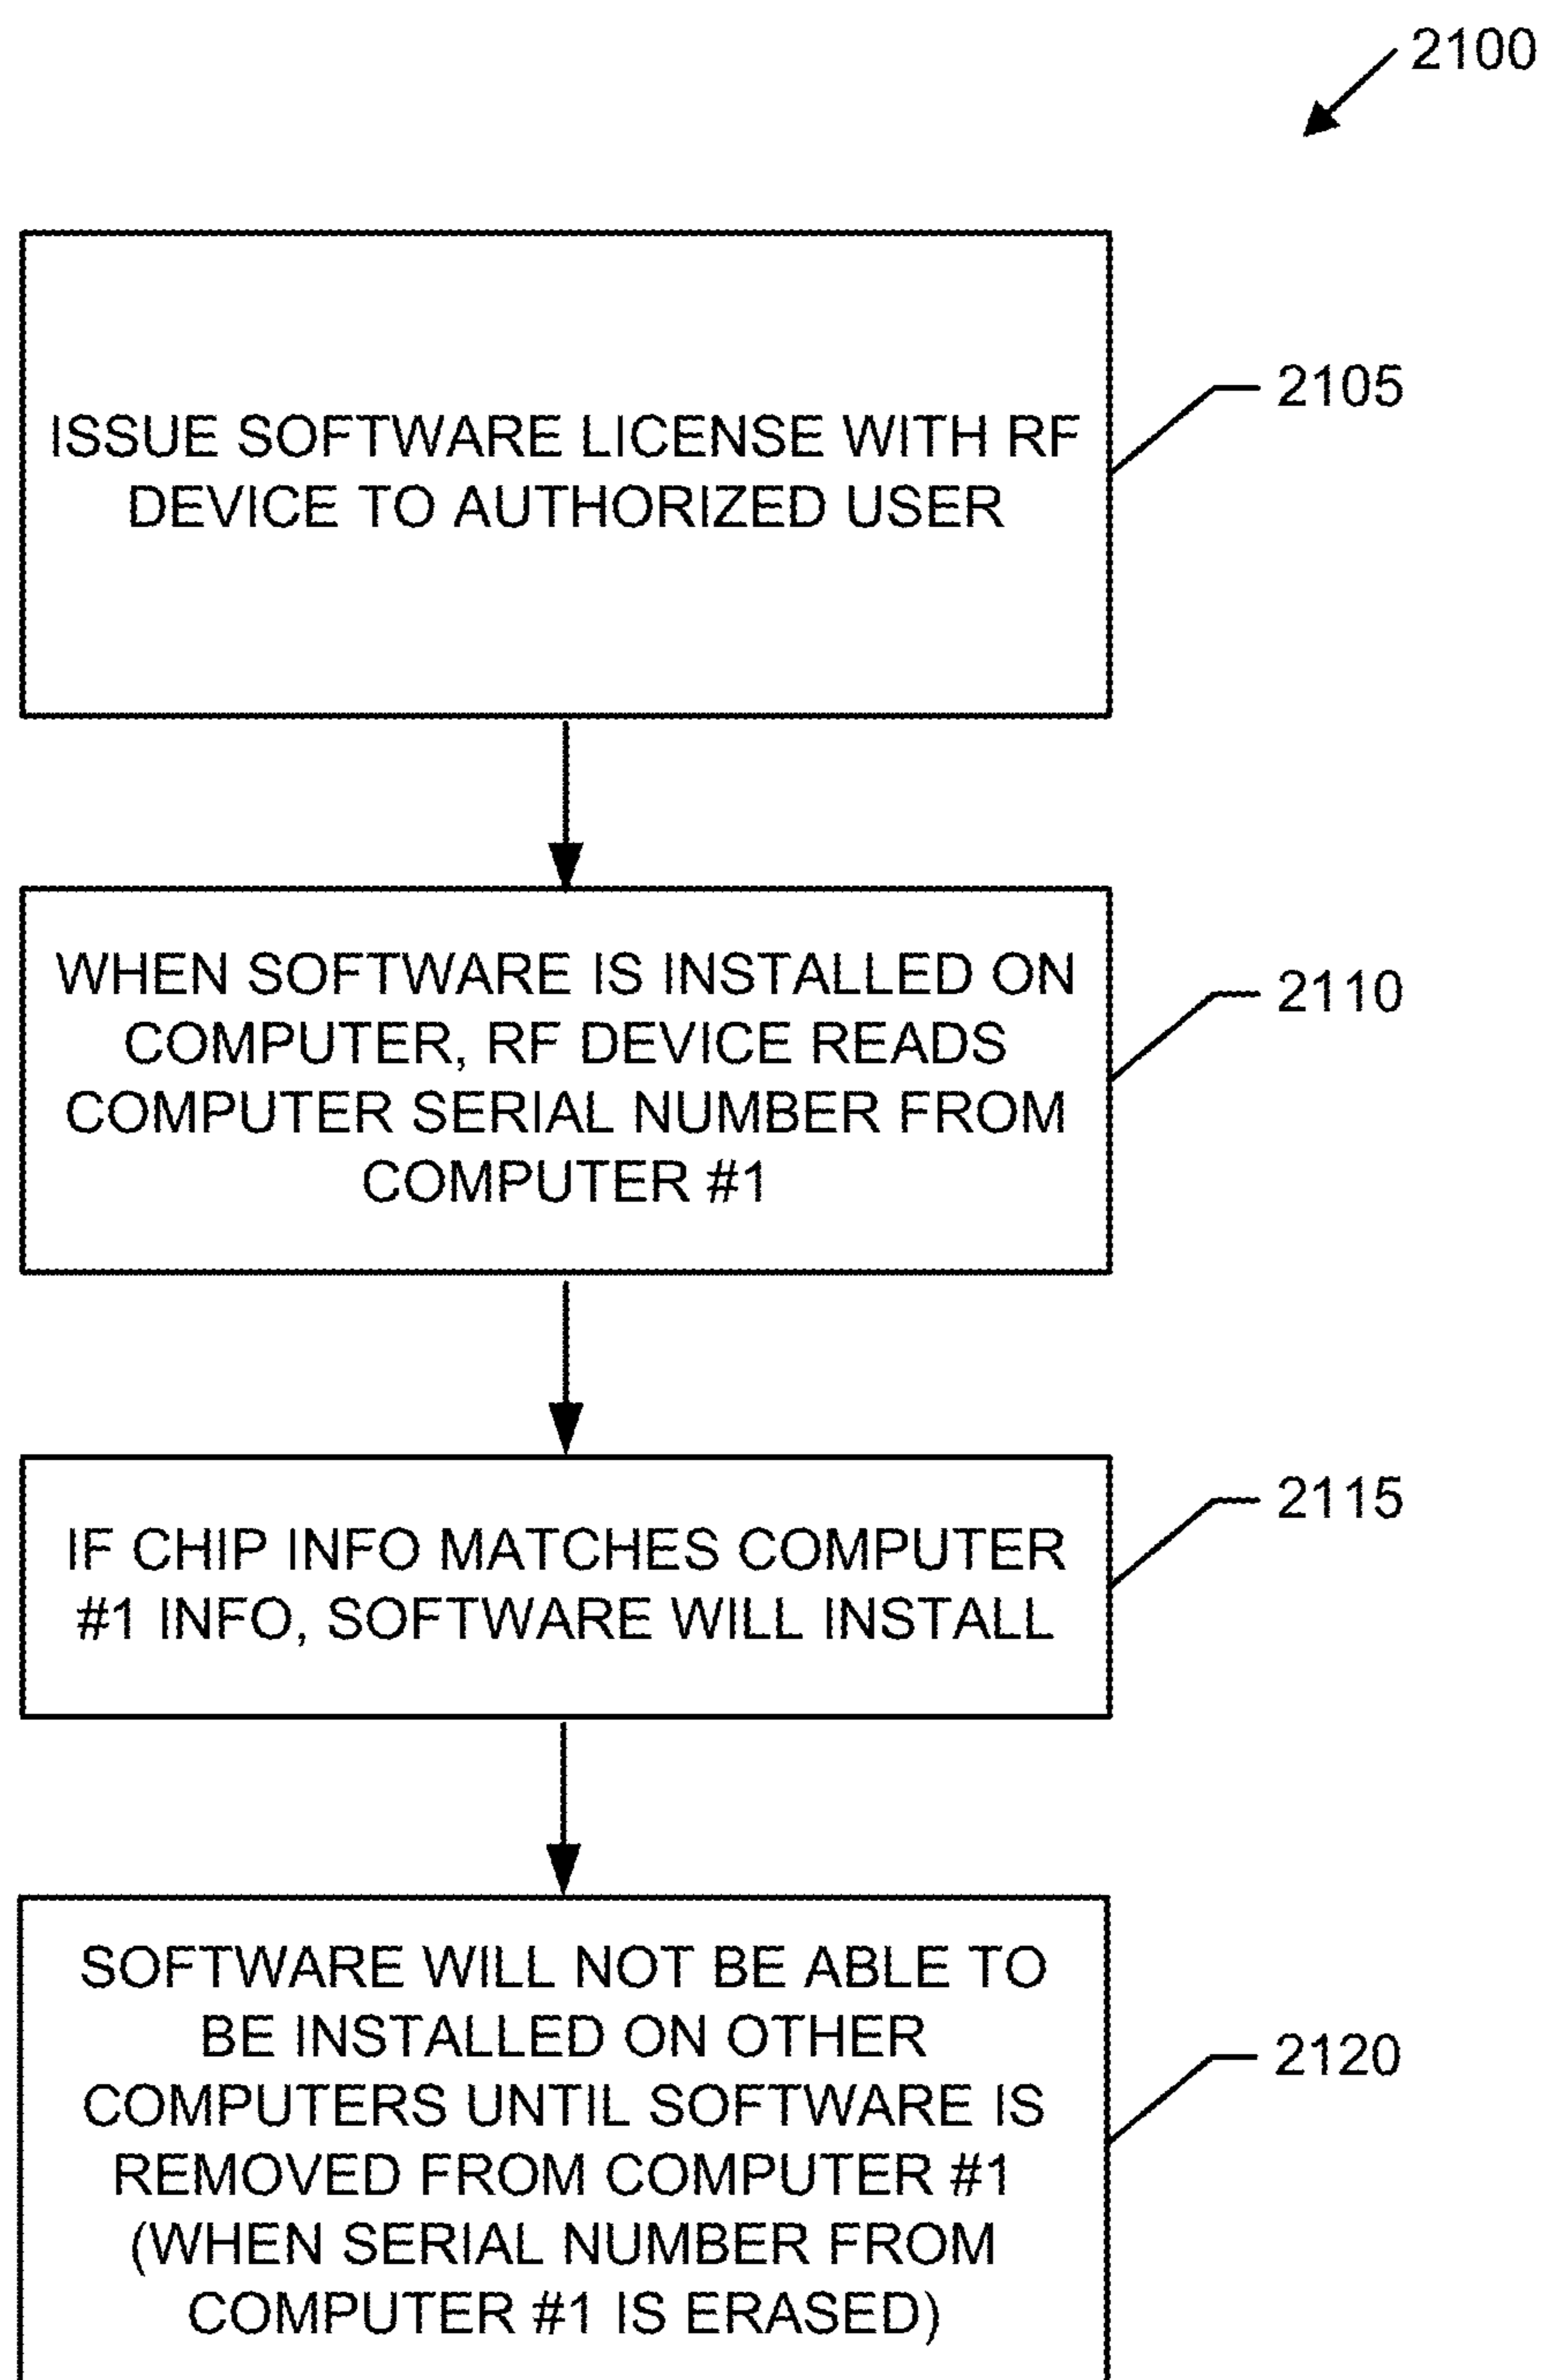 2100
ISSUE SOFTWARE LICENSE WITH RF
DEVICE TO AUTHORIZED USER
2105
WHEN SOFTWARE IS INSTALLED ON
COMPUTER, RF DEVICE READS
COMPUTER SERIAL NUMBER FROM
COMPUTER #1
2110
IF CHIP INFO MATCHES COMPUTER
#1 INFO, SOFTWARE WILL INSTALL
2115
SOFTWARE WILL NOT BE ABLE TO
BE INSTALLED ON OTHER
COMPUTERS UNTIL SOFTWARE IS
REMOVED FROM COMPUTER #1
(WHEN SERIAL NUMBER FROM
COMPUTER #1 IS ERASED)
2120